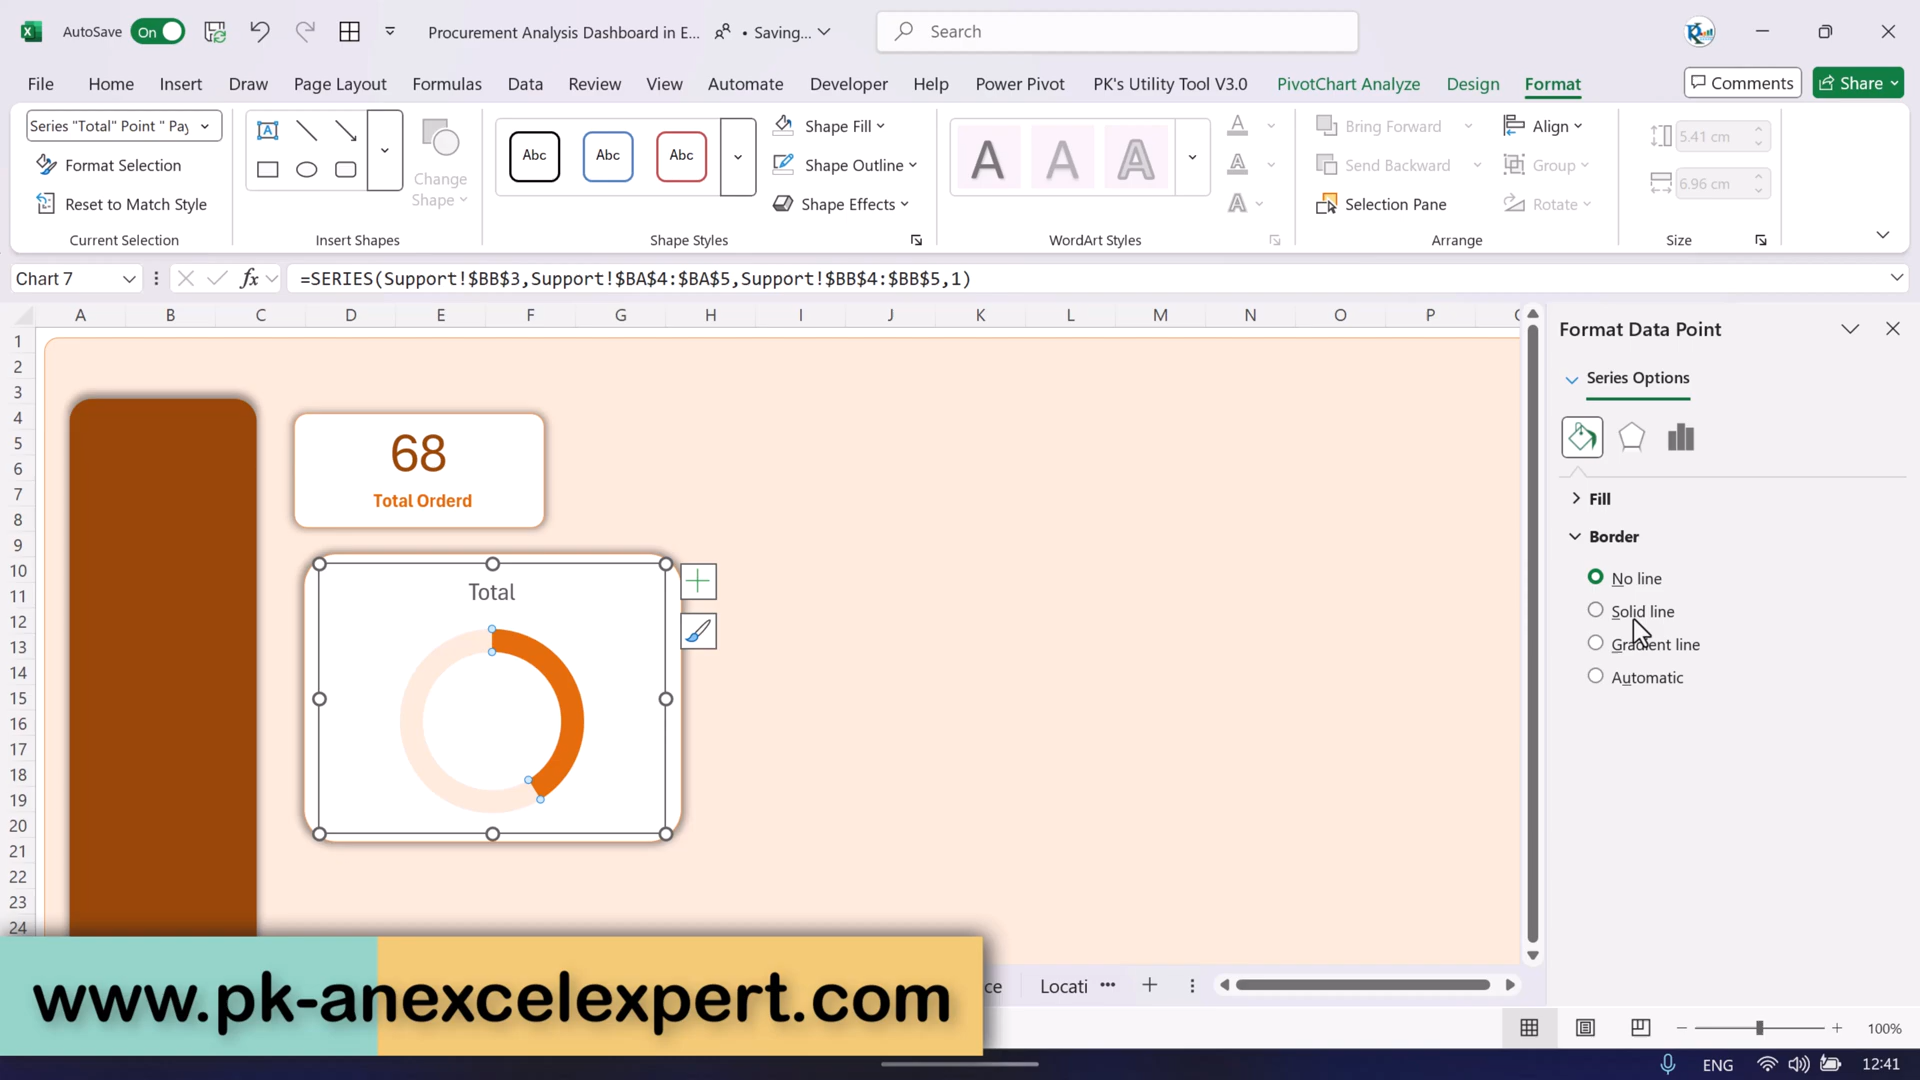 AutoSave On Procurement Analysis Dashboard in E... • Saving... Search
File Home Insert Draw Page Layout Formulas Data Review View Automate Developer Help Power Pivot PK's Utility Tool V3.0 PivotChart Analyze Design Format Comments Share
Series "Total" Point " Pay
Format Selection
Reset to Match Style
Current Selection
Change Shape
Insert Shapes
Abc Abc Abc
Shape Fill
Shape Outline
Shape Effects
Shape Styles
A A A
WordArt Styles
Bring Forward
Send Backward
Selection Pane
Align
Group
Rotate
Arrange
5.41 cm
6.96 cm
Size
Chart 7 fx =SERIES(Support!$BB$3,Support!$BA$4:$BA$5,Support!$BB$4:$BB$5,1)
A B C D E F G H I J K L M N O P
1
2
3
4
5
6
7
8
9
10
11
12
13
14
15
16
17
18
19
20
21
22
23
24
68
Total Orderd
Total
Format Data Point
Series Options
Fill
Border
No line
Solid line
Gradient line
Automatic
www.pk-anexcelexpert.com
ce Locati ...
100%
ENG 12:41